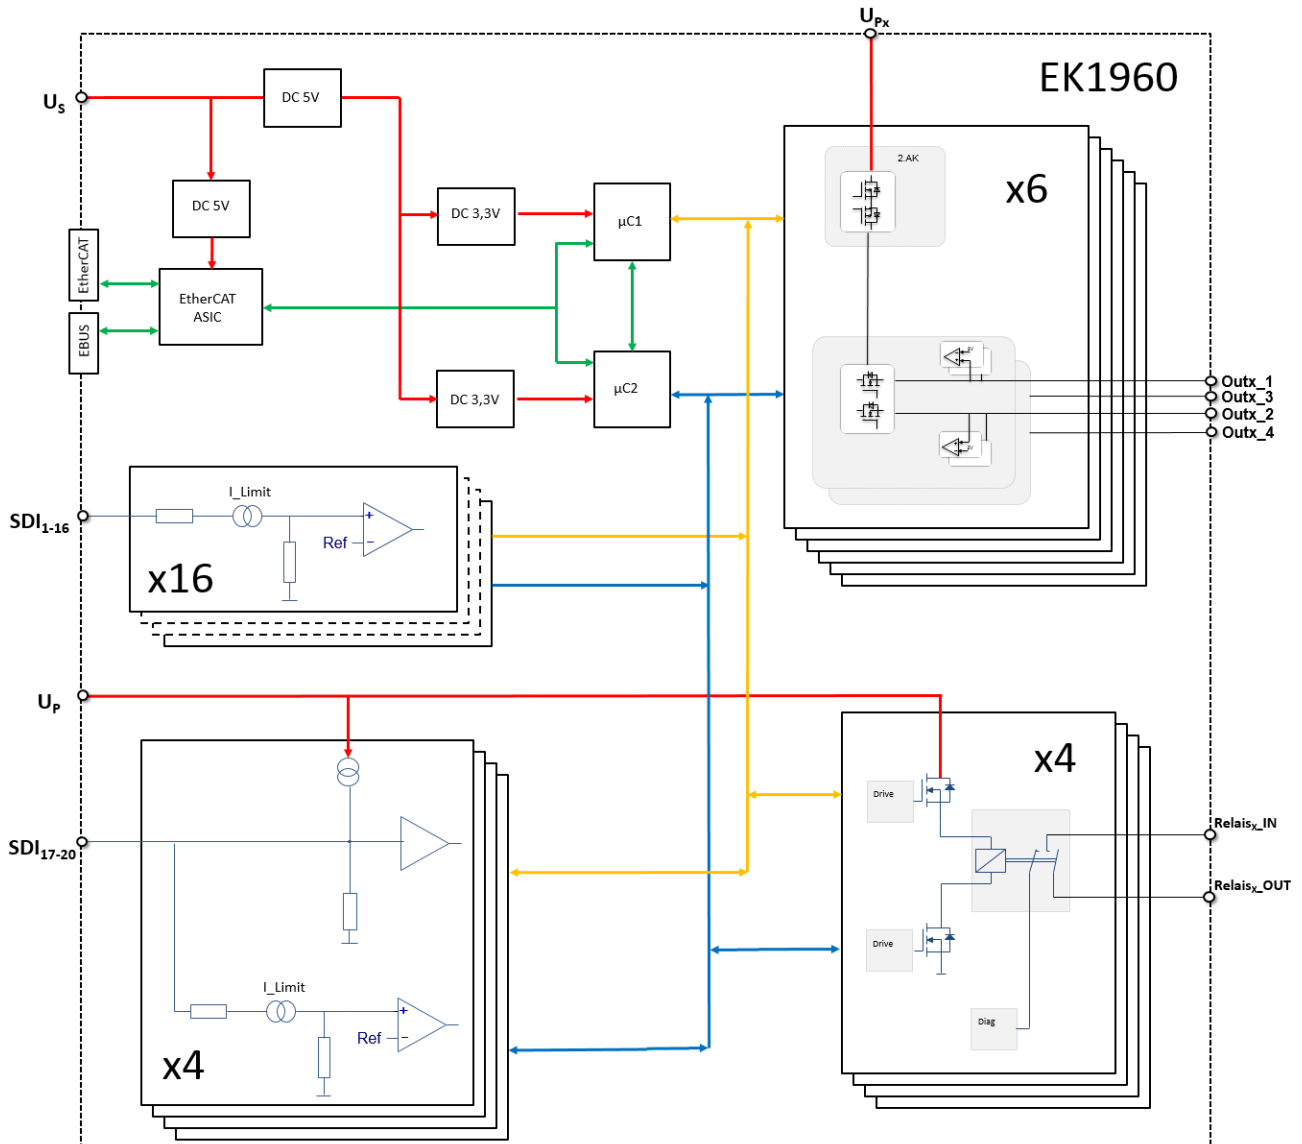 U_Px
EK1960
U_S
DC 5V
2.AK
x6
DC 5V
DC 3,3V
µC1
EtherCAT
EtherCAT
ASIC
EBUS
DC 3,3V
µC2
Outx_1
Outx_3
Outx_2
Outx_4
I_Limit
SDI_1-16
+
Ref
−
x16
U_P
x4
Drive
Relais_X_IN
SDI_17-20
Relais_X_OUT
Drive
I_Limit
+
Ref
−
Diag
x4